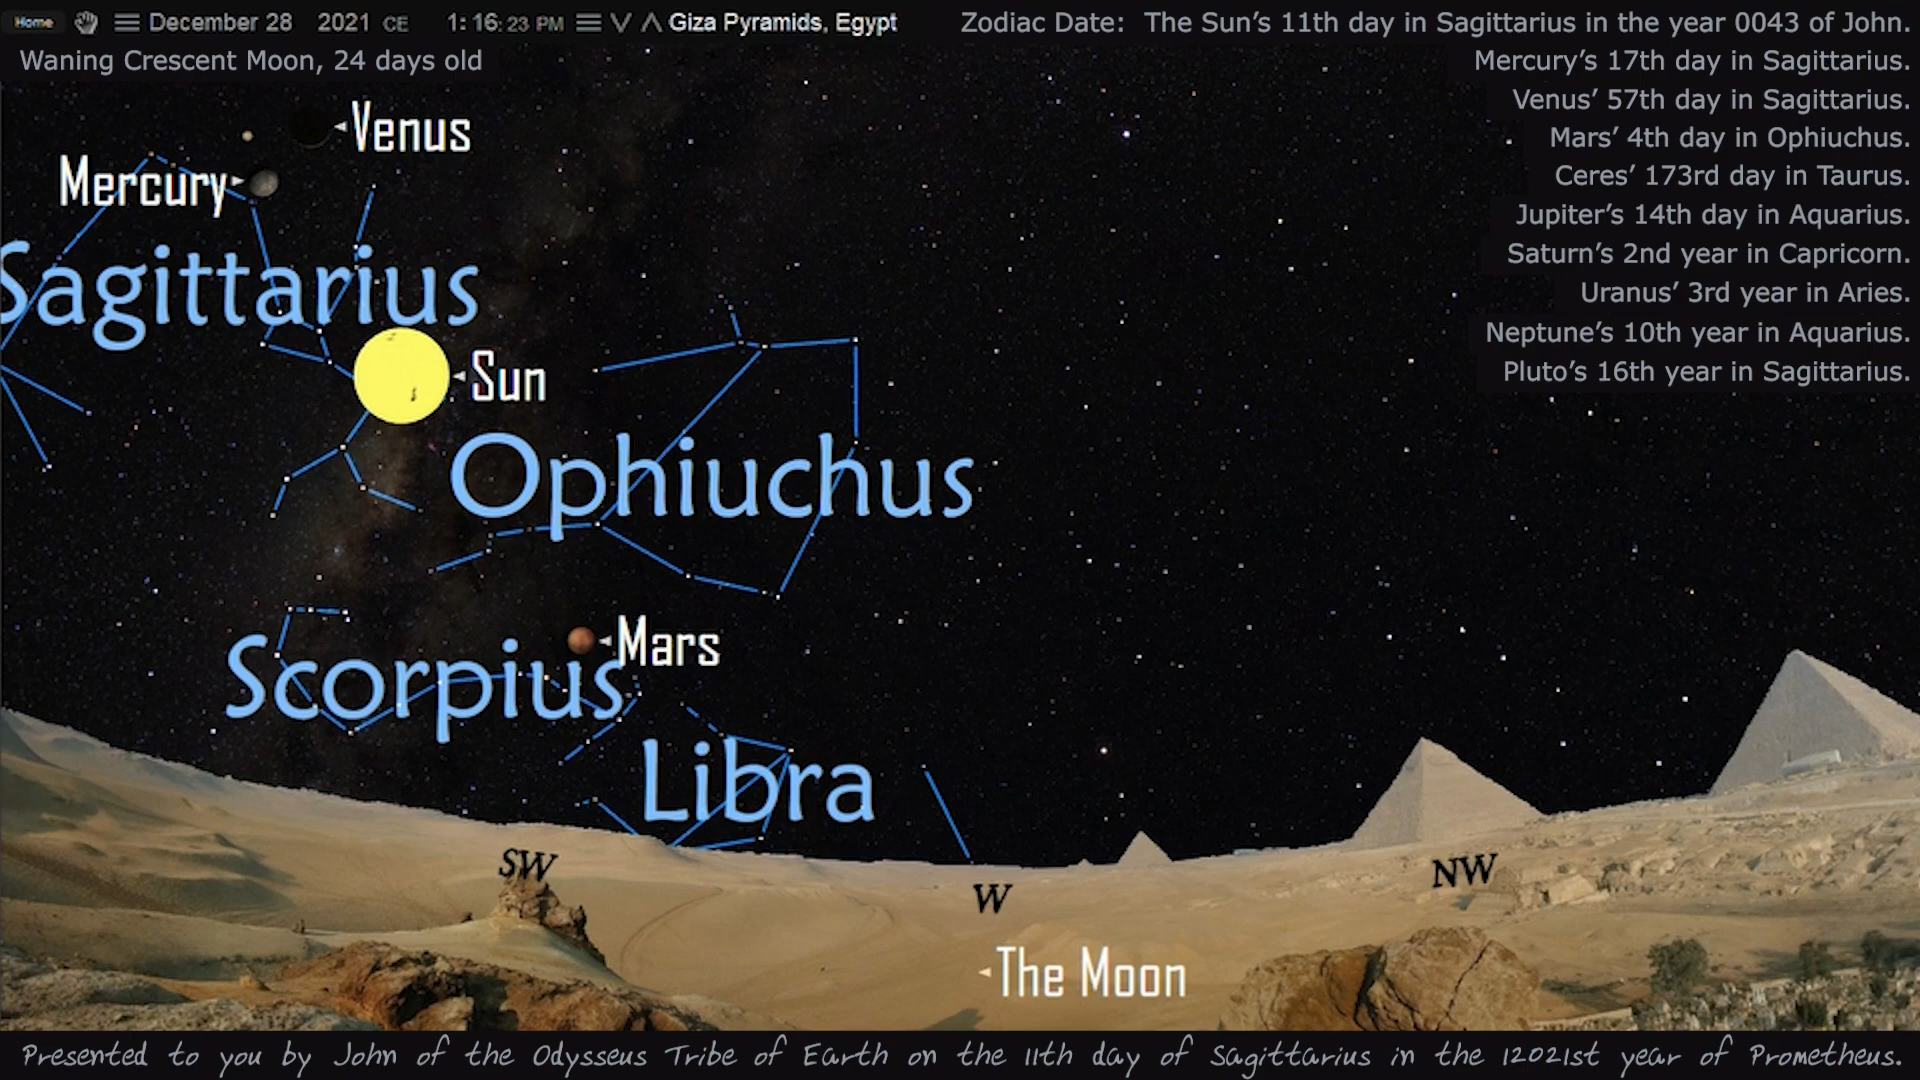 Home December 28 2021 CE 1: 16: 23 PM Giza Pyramids, Egypt
Zodiac Date: The Sun’s 11th day in Sagittarius in the year 0043 of John.
Waning Crescent Moon, 24 days old
Mercury’s 17th day in Sagittarius.
Venus’ 57th day in Sagittarius.
Mars’ 4th day in Ophiuchus.
Ceres’ 173rd day in Taurus.
Jupiter’s 14th day in Aquarius.
Saturn’s 2nd year in Capricorn.
Uranus’ 3rd year in Aries.
Neptune’s 10th year in Aquarius.
Pluto’s 16th year in Sagittarius.
Venus
Mercury
Sagittarius
Sun
Ophiuchus
Mars
Scorpius
Libra
SW
W
NW
The Moon
Presented to you by John of the Odysseus Tribe of Earth on the 11th day of Sagittarius in the 12021st year of Prometheus.